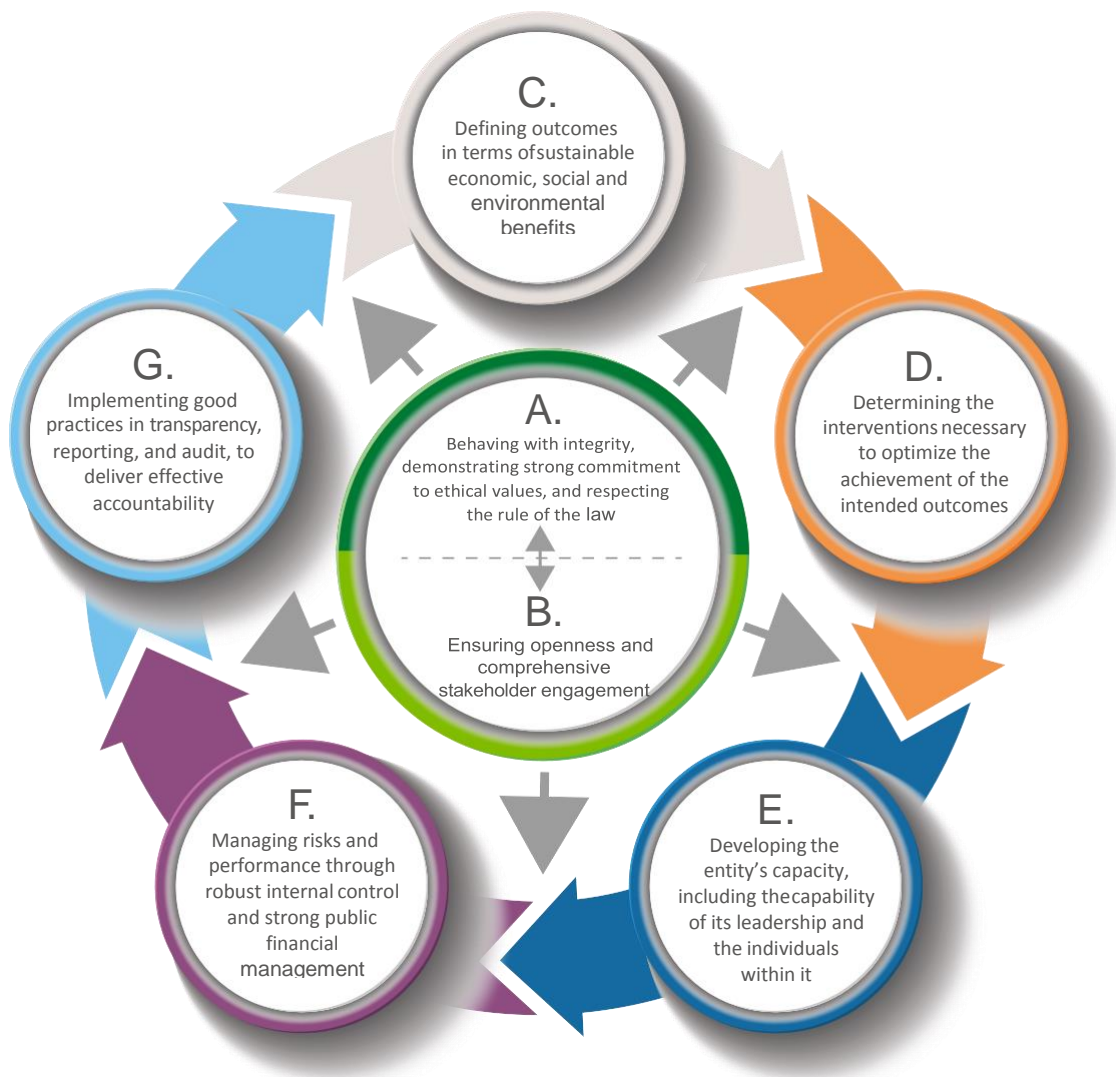 C.
Defining outcomes
in terms ofsustainable
economic, social and
environmental
benefits
G.
Implementing good
practices in transparency,
reporting, and audit, to
deliver effective
accountability
A.
Behaving with integrity,
demonstrating strong commitment
to ethical values, and respecting
the rule of the law
B.
Ensuring openness and
comprehensive
stakeholder engagement
D.
Determining the
interventions necessary
to optimize the
achievement of the
intended outcomes
F.
Managing risks and
performance through
robust internal control
and strong public
financial
management
E.
Developing the
entity’s capacity,
including thecapability
of its leadership and
the individuals
within it